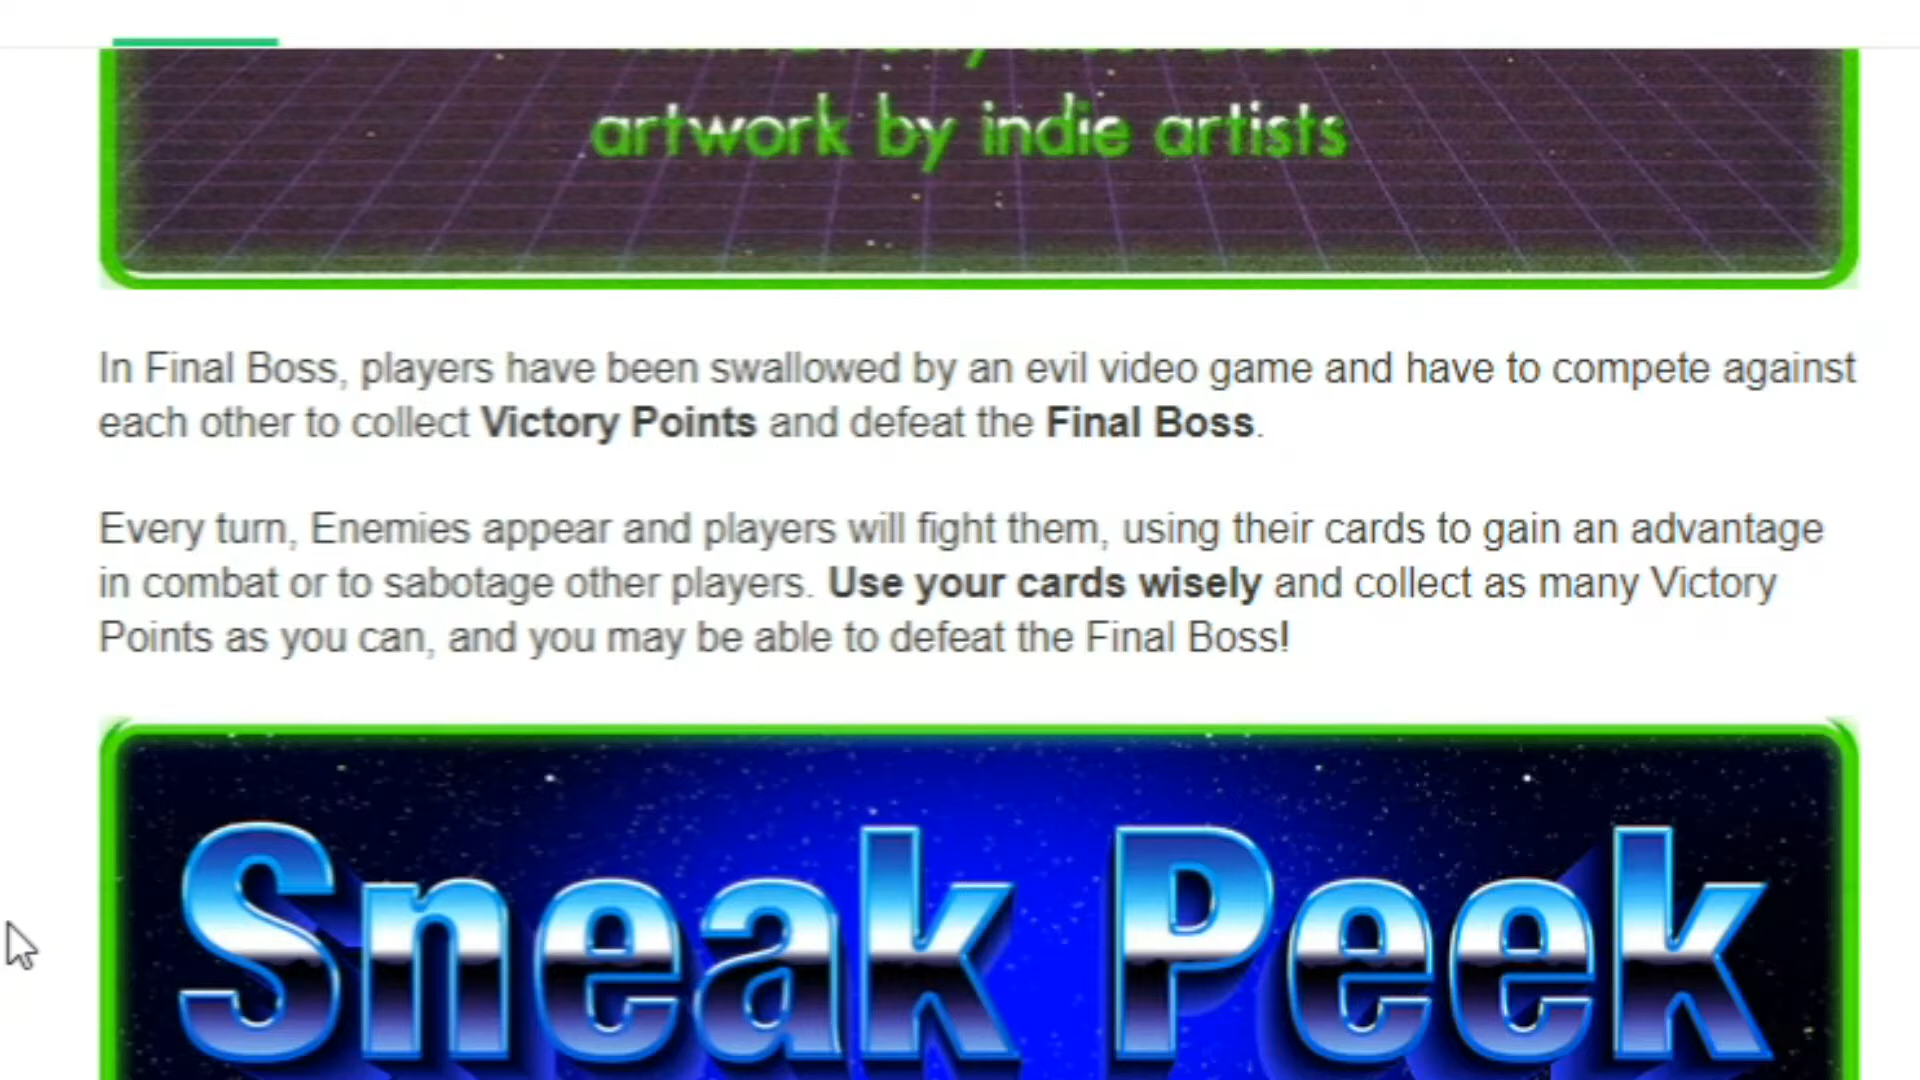 artwork by indie artists
In Final Boss, players have been swallowed by an evil video game and have to compete against
each other to collect Victory Points and defeat the Final Boss.
Every turn, Enemies appear and players will fight them, using their cards to gain an advantage
in combat or to sabotage other players. Use your cards wisely and collect as many Victory
Points as you can, and you may be able to defeat the Final Boss!
Sneak Peek